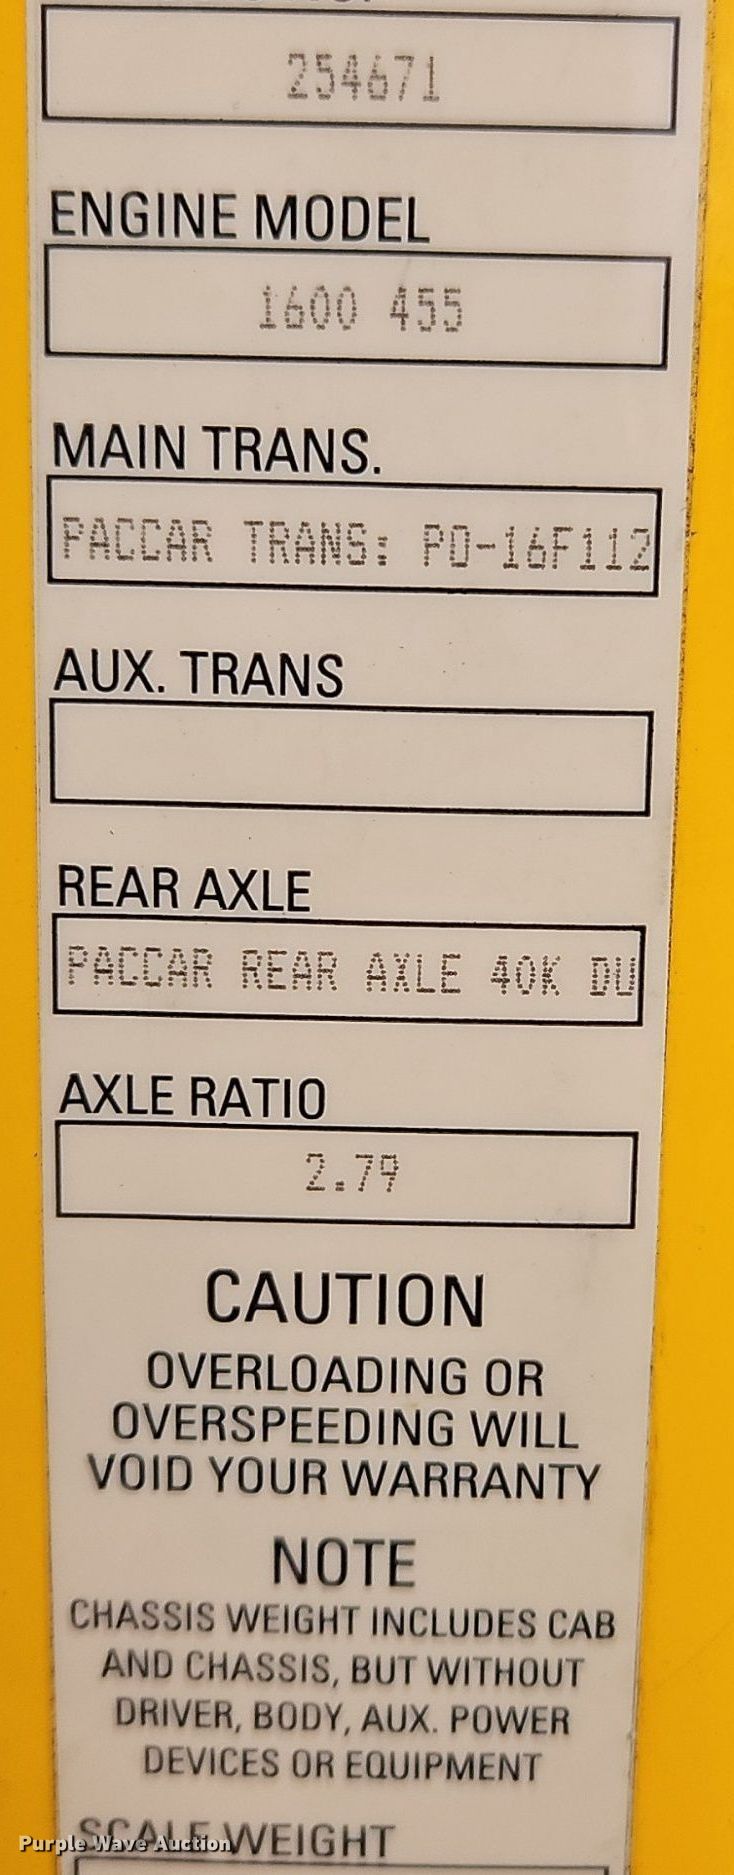 254671
ENGINE MODEL
1600 455
MAIN TRANS.
PACCAR TRANS: PO-16F112
AUX. TRANS
REAR AXLE
PACCAR REAR AXLE 40K DU
AXLE RATIO
2.79
CAUTION
OVERLOADING OR
OVERSPEEDING WILL
VOID YOUR WARRANTY
NOTE
CHASSIS WEIGHT INCLUDES CAB
AND CHASSIS, BUT WITHOUT
DRIVER, BODY, AUX. POWER
DEVICES OR EQUIPMENT
SCALE WEIGHT
Purple Wave Auction